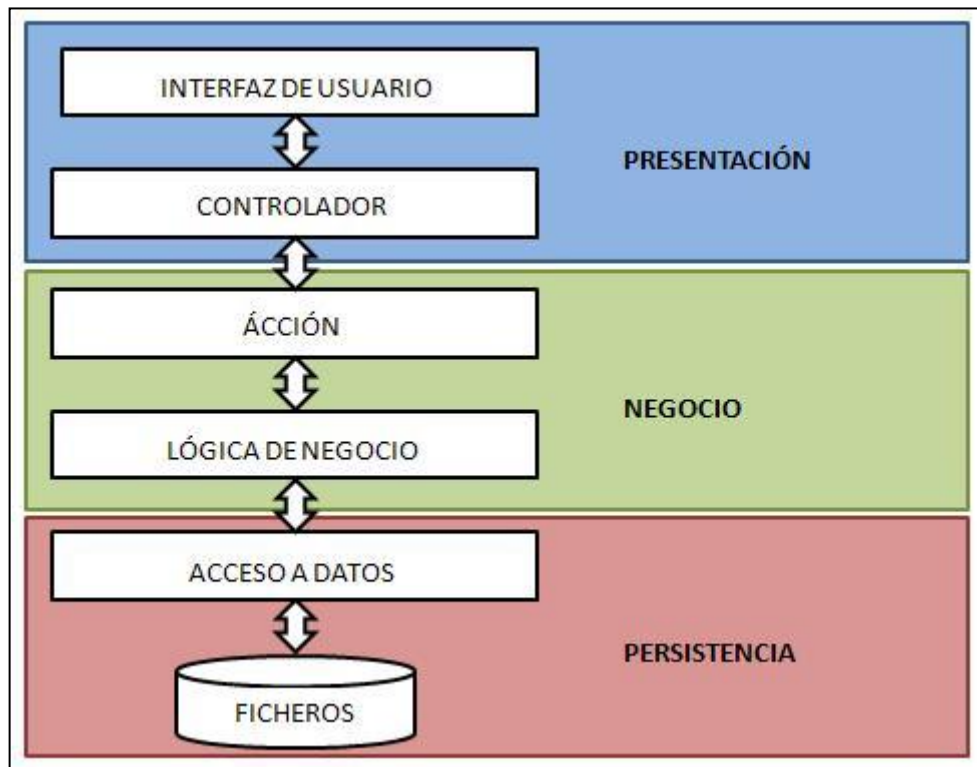 INTERFAZ DE USUARIO
PRESENTACIÓN
CONTROLADOR
ÁCCIÓN
NEGOCIO
LÓGICA DE NEGOCIO
ACCESO A DATOS
PERSISTENCIA
FICHEROS